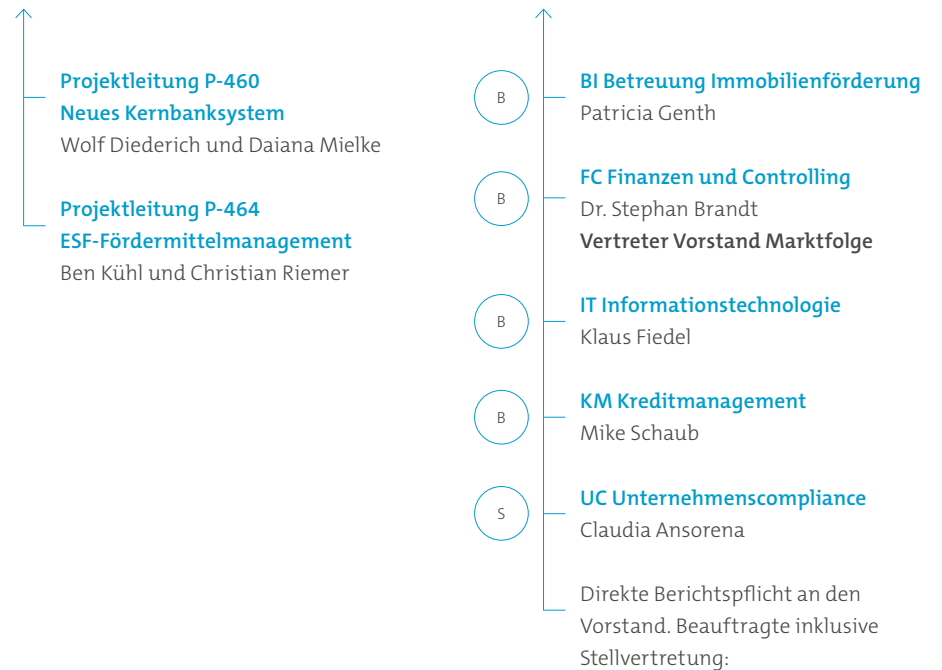 Projektleitung P-460
Neues Kernbanksystem
Wolf Diederich und Daiana Mielke
Projektleitung P-464
ESF-Fördermittelmanagement
Ben Kühl und Christian Riemer
B
BI Betreuung Immobilienförderung
Patricia Genth
B
FC Finanzen und Controlling
Dr. Stephan Brandt
Vertreter Vorstand Marktfolge
B
IT Informationstechnologie
Klaus Fiedel
B
KM Kreditmanagement
Mike Schaub
S
UC Unternehmenscompliance
Claudia Ansorena
Direkte Berichtspflicht an den
Vorstand. Beauftragte inklusive
Stellvertretung: